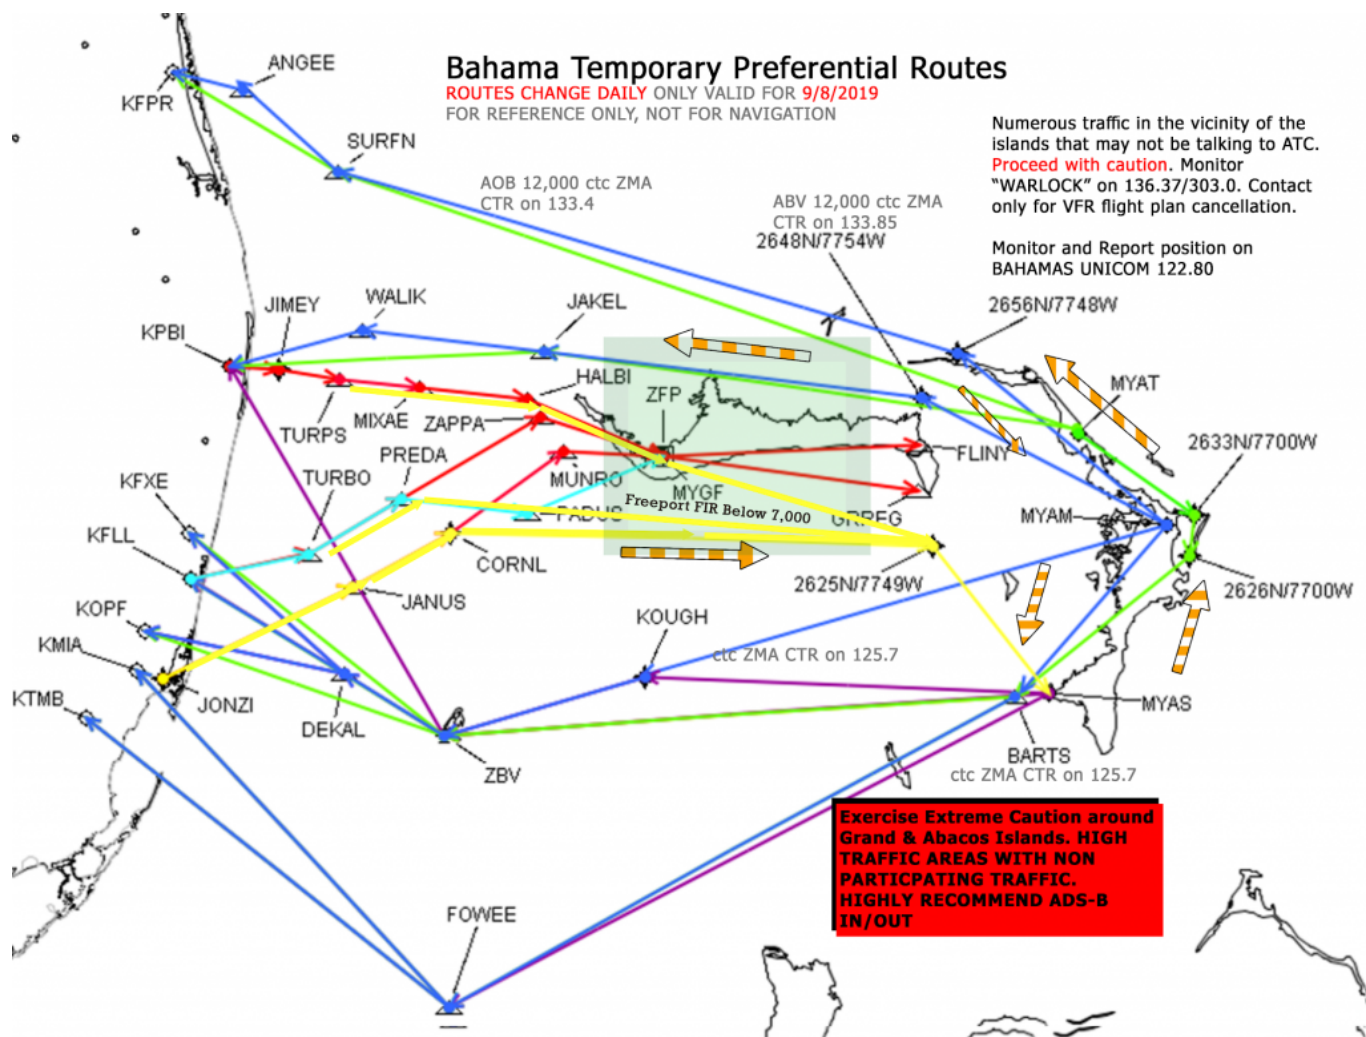 Bahama Temporary Preferential Routes
ROUTES CHANGE DAILY ONLY VALID FOR 9/8/2019
FOR REFERENCE ONLY, NOT FOR NAVIGATION
ANGEE
KFPR
Numerous traffic in the vicinity of the
islands that may not be talking to ATC.
Proceed with caution. Monitor
"WARLOCK" on 136.37/303.0. Contact
only for VFR flight plan cancellation.
Monitor and Report position on
BAHAMAS UNICOM 122.80
SURFN
AOB 12,000 ctc ZMA
CTR on 133.4
ABV 12,000 ctc ZMA
CTR on 133.85
2648N/7754W
2656N/7748W
JIMEY
WALIK
JAKEL
KPBI
HALBI
ZFP
MYAT
MIXAE
ZAPPA
TURPS
2633N/7700W
PREDA
FLINY
KFXE
TURBO
MUNRO
MYGF
Freeport FIR Below 7,000
PADUS
GRREG
MYAM
KFLL
CORNL
2625N/7749W
2626N/7700W
JANUS
KOPF
KOUGH
KMIA
ctc ZMA CTR on 125.7
KTMB
JONZI
MYAS
DEKAL
BARTS
ZBV
ctc ZMA CTR on 125.7
Exercise Extreme Caution around
Grand & Abacos Islands. HIGH
TRAFFIC AREAS WITH NON
PARTICPATING TRAFFIC.
HIGHLY RECOMMEND ADS-B
IN/OUT
FOWEE